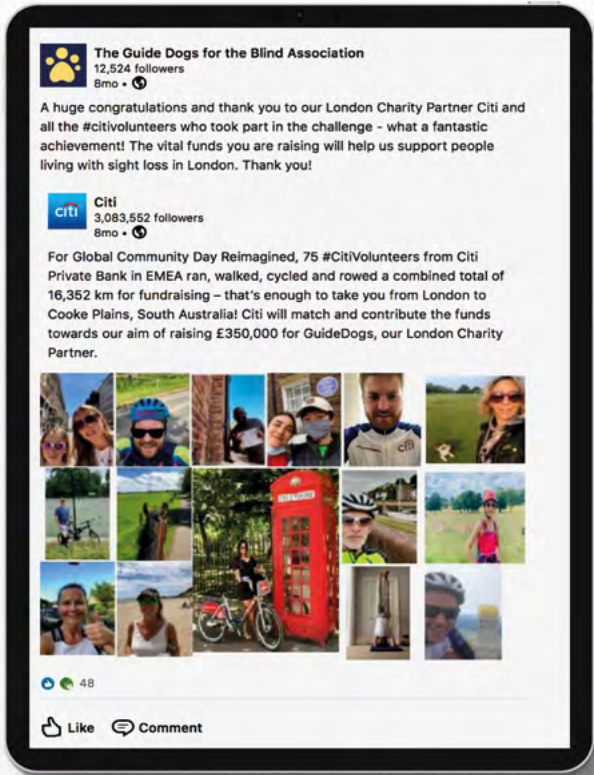 The Guide Dogs for the Blind Association
12,524 followers
8mo •
A huge congratulations and thank you to our London Charity Partner Citi and
all the #citivolunteers who took part in the challenge - what a fantastic
achievement! The vital funds you are raising will help us support people
living with sight loss in London. Thank you!
citi
Citi
3,083,552 followers
8mo •
For Global Community Day Reimagined, 75 #CitiVolunteers from Citi
Private Bank in EMEA ran, walked, cycled and rowed a combined total of
16,352 km for fundraising – that's enough to take you from London to
Cooke Plains, South Australia! Citi will match and contribute the funds
towards our aim of raising £350,000 for GuideDogs, our London Charity
Partner.
citi
TELEPHONE
48
Like Comment